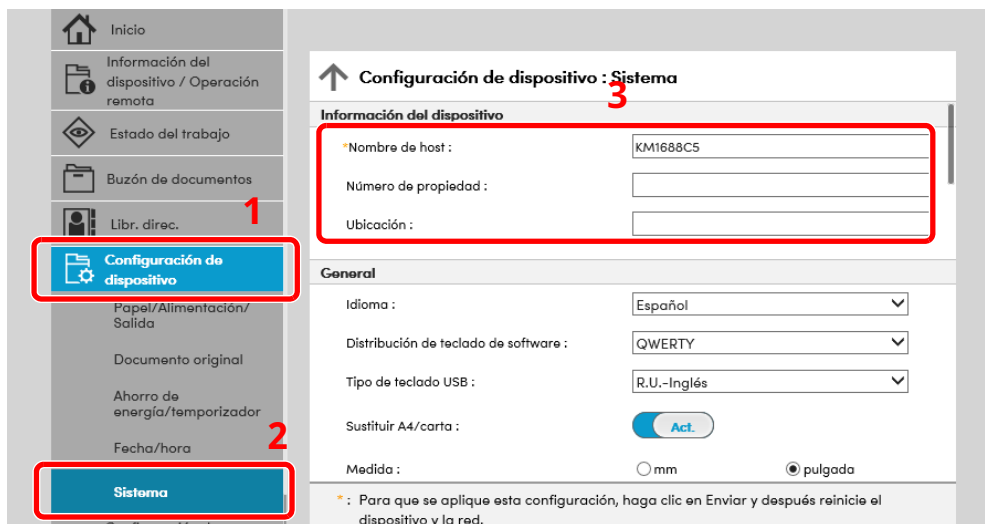 Inicio
Información del
dispositivo / Operación
remota
Estado del trabajo
Buzón de documentos
1
Libr. direc.
Configuración de
dispositivo
Papel/Alimentación/
Salida
Documento original
Ahorro de
energía/temporizador
Fecha/hora
2
Sistema
Configuración de dispositivo : Sistema
3
Información del dispositivo
*Nombre de host : KM1688C5
Número de propiedad :
Ubicación :
General
Idioma : Español
Distribución de teclado de software : QWERTY
Tipo de teclado USB : R.U.-Inglés
Sustituir A4/carta : Act.
Medida : mm pulgada
* : Para que se aplique esta configuración, haga clic en Enviar y después reinicie el
dispositivo y la red.